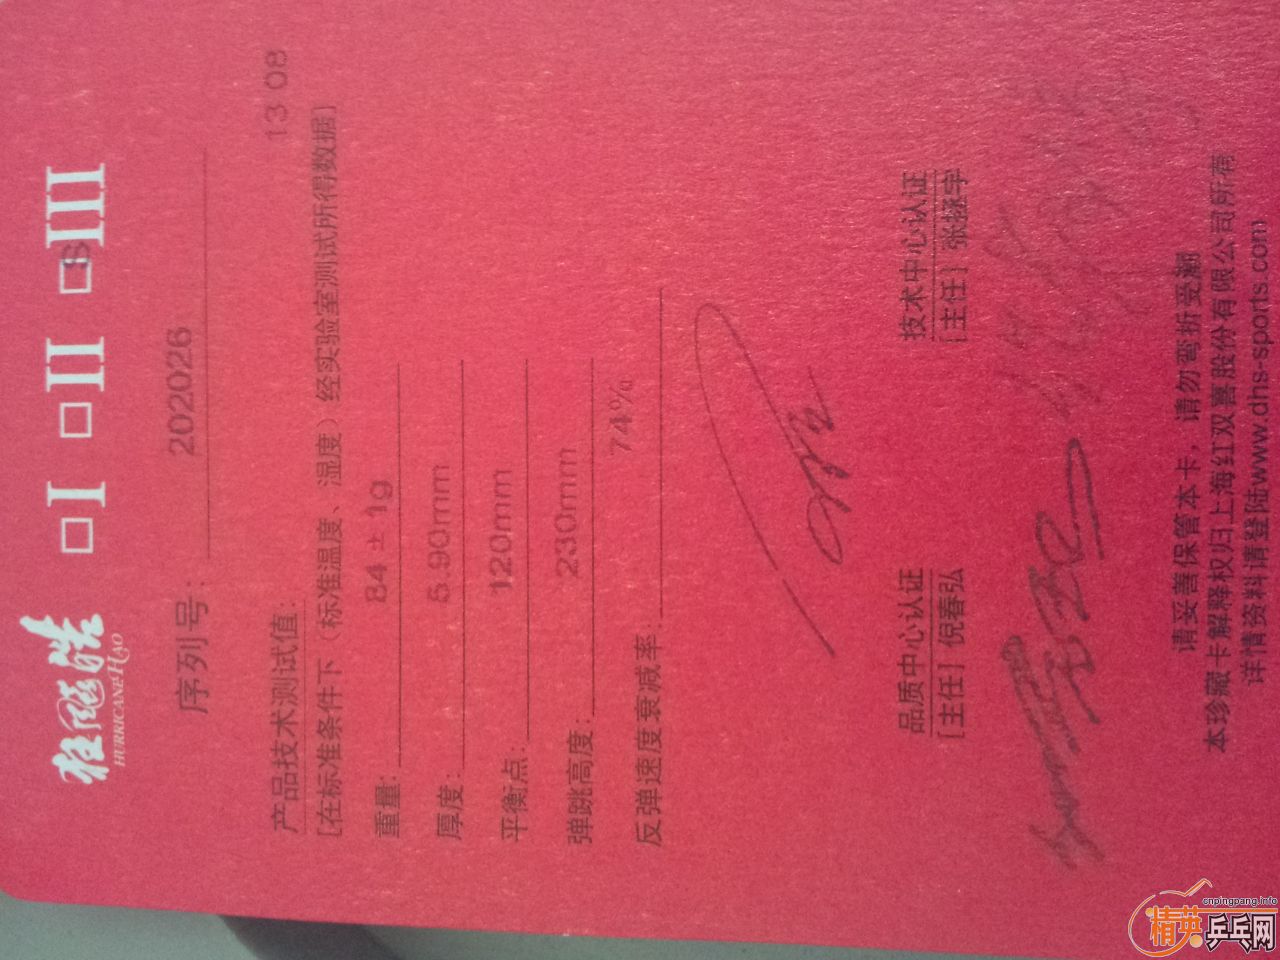 狂飚皓 □I □II □III
HURRICANE HAO
S
序列号： 202026
13 08
产品技术测试值：
[在标准条件下（标准温度、湿度）经实验室测试所得数据]
重量： 84±1g
厚度： 5.90mm
平衡点： 120mm
弹跳高度： 230mm
反弹速度衰减率： 74%
品质中心认证 技术中心认证
[主任] 倪春弘 [主任] 张拯宇
请妥善保管本卡，请勿弯折受潮
本珍藏卡解释权归上海红双喜股份有限公司所有
详情资料请登陆www.dhs-sports.com
cnpingpang.info
精英乒乓网